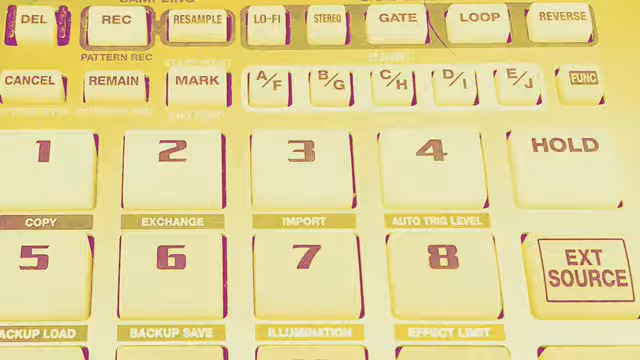 SAMPLING
DEL REC RESAMPLE LO-FI STEREO GATE LOOP REVERSE
PATTERN REC
CANCEL REMAIN MARK A/F B/G C/H D/I E/J FUNC
1 2 3 4 HOLD
COPY EXCHANGE IMPORT AUTO TRIG LEVEL
5 6 7 8 EXT SOURCE
BACKUP LOAD BACKUP SAVE ILLUMINATION EFFECT LIMIT